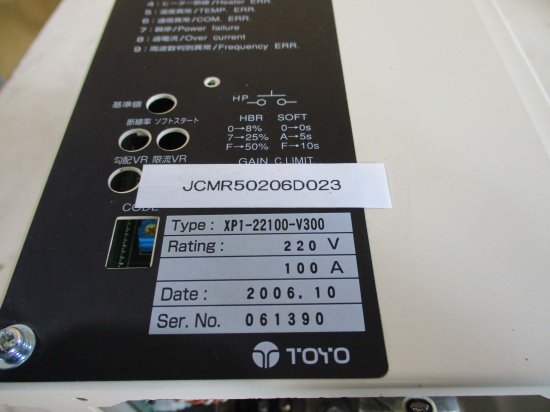 4：ヒーター断線/Heater ERR.
5：温度異常/TEMP. ERR.
6：通信異常/COM. ERR.
7：瞬停/Power failure
8：過電流/Over current
9：周波数判別異常/Frequency ERR.
基準値
HP
断線率 ソフトスタート
HBR SOFT
0→8% 0→0s
7→25% A→5s
F→50% F→10s
勾配VR 限流VR
GAIN C.LIMIT
JCMR50206D023
CODE
Type: XP1-22100-V300
Rating: 220 V
100 A
Date: 2006.10
Ser. No. 061390
TOYO